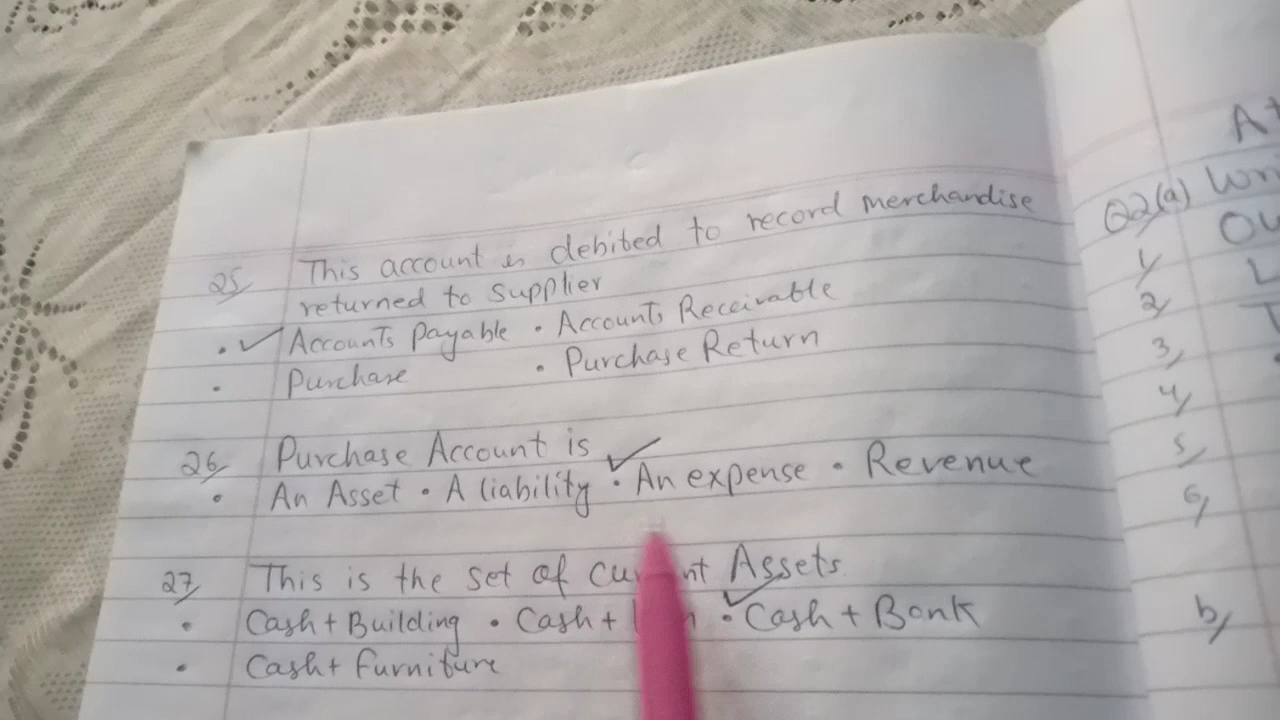 25/ This account is debited to record merchandise
returned to supplier
• ✓ Accounts Payable • Accounts Receivable
• Purchase • Purchase Return
26/ Purchase Account is
• An Asset • A liability • ✓ An expense • Revenue
27/ This is the set of Assets
• Cash + Building • Cash + • ✓ Cash + Bank
• Cash + Furniture
Q2(a)
1/
2/
3/
4/
5/
6/
b/